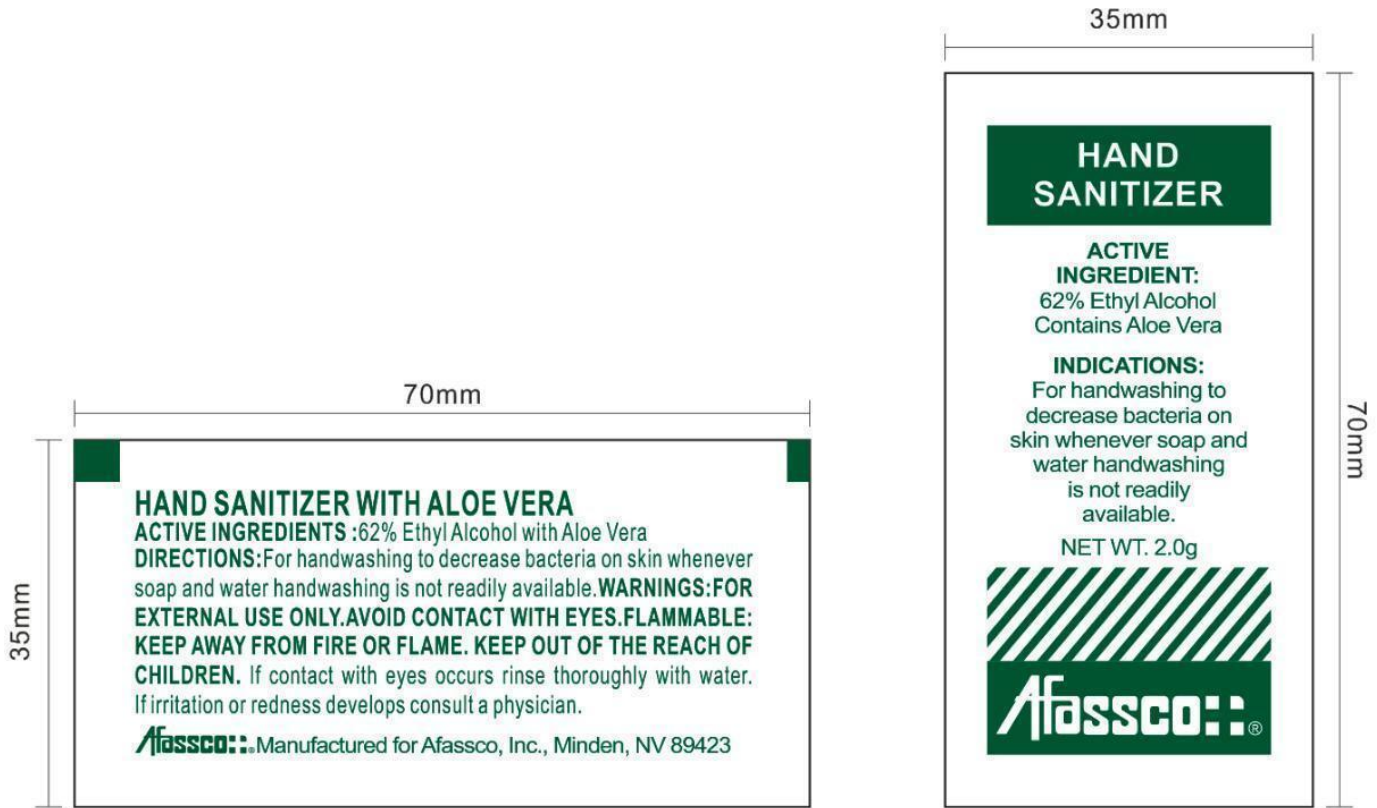 70mm
35mm
HAND SANITIZER WITH ALOE VERA
ACTIVE INGREDIENTS :62% Ethyl Alcohol with Aloe Vera
DIRECTIONS:For handwashing to decrease bacteria on skin whenever
soap and water handwashing is not readily available.WARNINGS:FOR
EXTERNAL USE ONLY.AVOID CONTACT WITH EYES.FLAMMABLE:
KEEP AWAY FROM FIRE OR FLAME. KEEP OUT OF THE REACH OF
CHILDREN. If contact with eyes occurs rinse thoroughly with water.
If irritation or redness develops consult a physician.
Afassco®Manufactured for Afassco, Inc., Minden, NV 89423
35mm
70mm
HAND
SANITIZER
ACTIVE
INGREDIENT:
62% Ethyl Alcohol
Contains Aloe Vera
INDICATIONS:
For handwashing to
decrease bacteria on
skin whenever soap and
water handwashing
is not readily
available.
NET WT. 2.0g
Afassco®